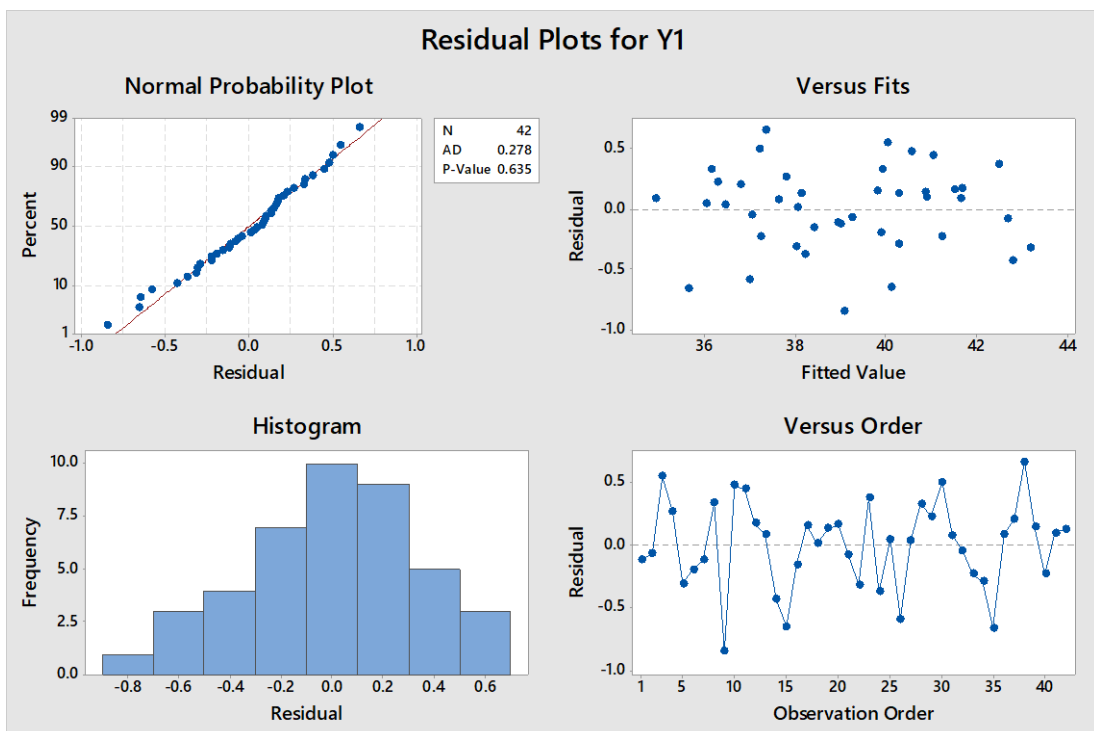 Residual Plots for Y1
Normal Probability Plot
99
90
50
10
1
Percent
-1.0 -0.5 0.0 0.5 1.0
Residual
N 42
AD 0.278
P-Value 0.635
Versus Fits
0.5
0.0
-0.5
-1.0
Residual
36 38 40 42 44
Fitted Value
Histogram
10.0
7.5
5.0
2.5
0.0
Frequency
-0.8 -0.6 -0.4 -0.2 0.0 0.2 0.4 0.6
Residual
Versus Order
0.5
0.0
-0.5
-1.0
Residual
1 5 10 15 20 25 30 35 40
Observation Order